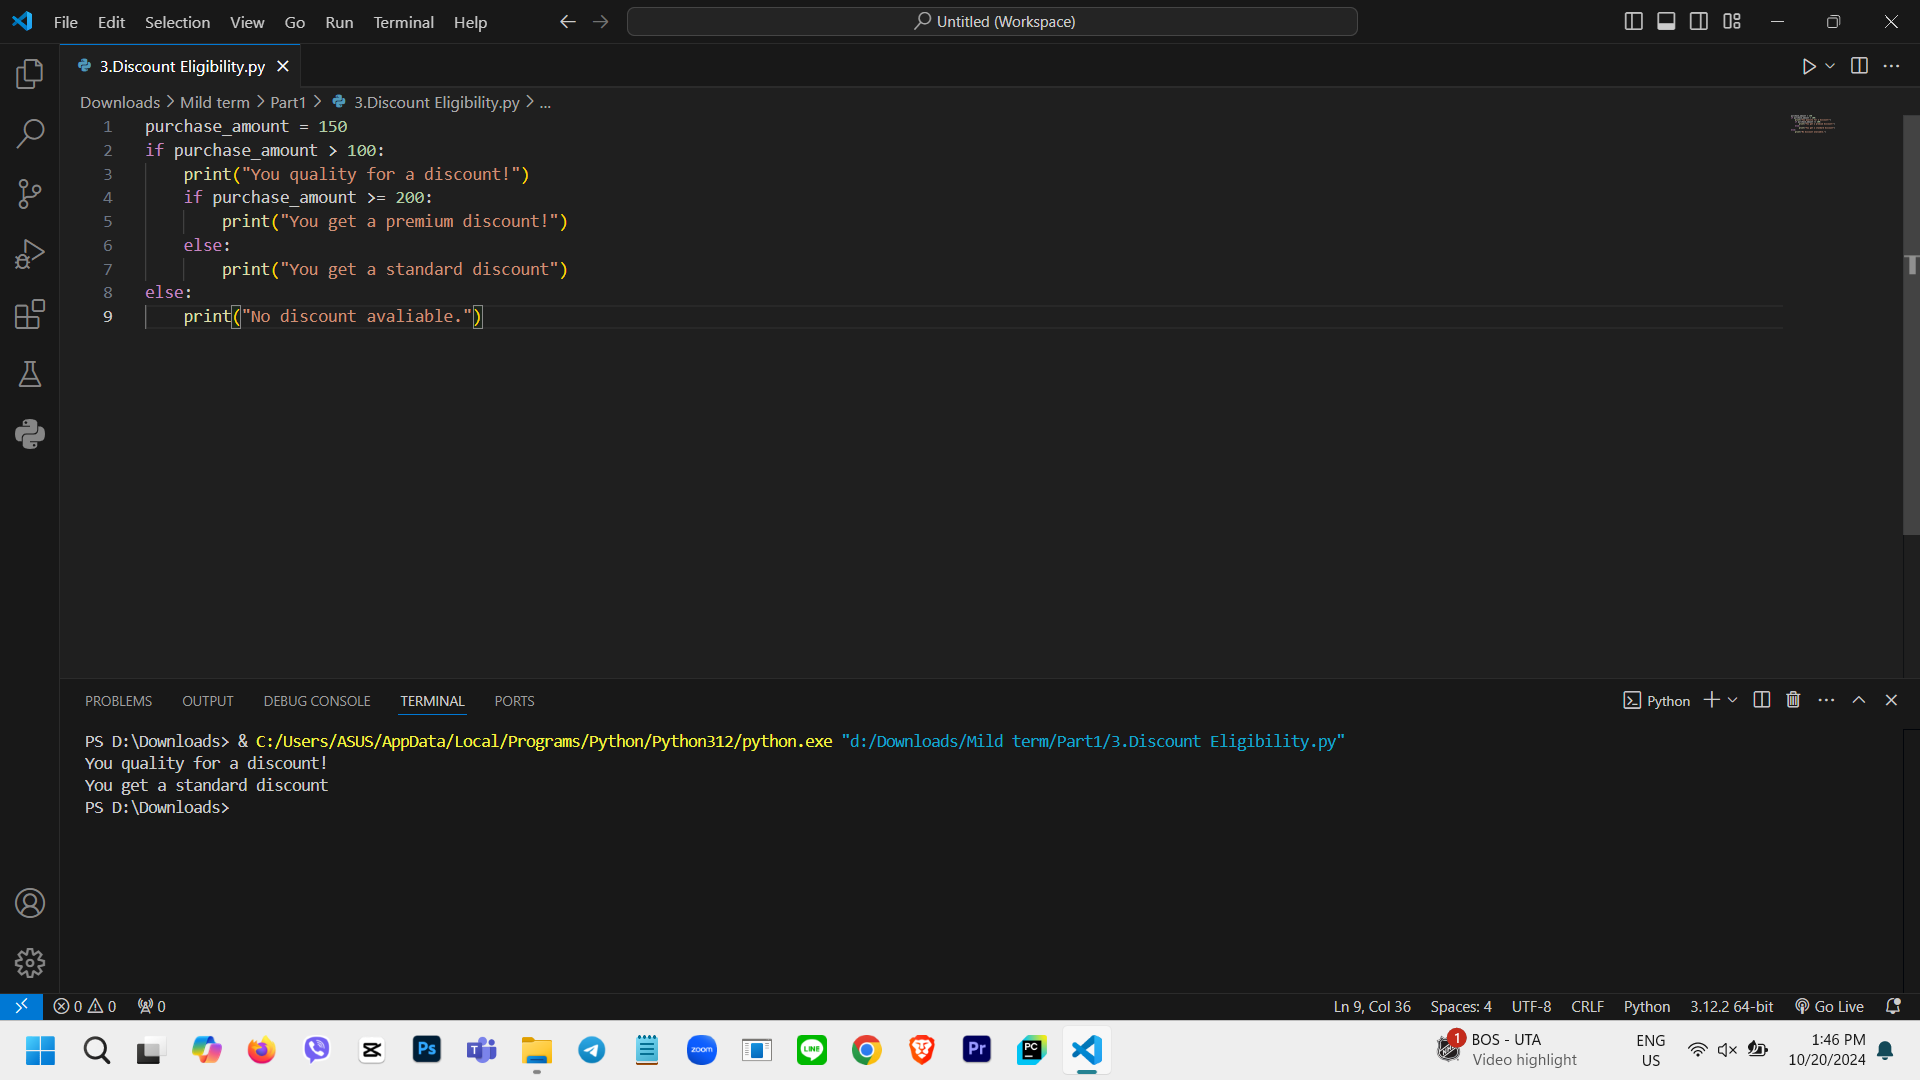 File Edit Selection View Go Run Terminal Help
Untitled (Workspace)
3.Discount Eligibility.py
Downloads > Mild term > Part1 > 3.Discount Eligibility.py > ...
1 purchase_amount = 150
2 if purchase_amount > 100:
3     print("You quality for a discount!")
4     if purchase_amount >= 200:
5         print("You get a premium discount!")
6     else:
7         print("You get a standard discount")
8 else:
9     print("No discount avaliable.")
PROBLEMS OUTPUT DEBUG CONSOLE TERMINAL PORTS
Python
PS D:\Downloads> & C:/Users/ASUS/AppData/Local/Programs/Python/Python312/python.exe "d:/Downloads/Mild term/Part1/3.Discount Eligibility.py"
You quality for a discount!
You get a standard discount
PS D:\Downloads>
0 0 0
Ln 9, Col 36 Spaces: 4 UTF-8 CRLF Python 3.12.2 64-bit Go Live
Ps
zoom
LINE
Pr
PC
1
BOS - UTA
Video highlight
ENG
US
1:46 PM
10/20/2024